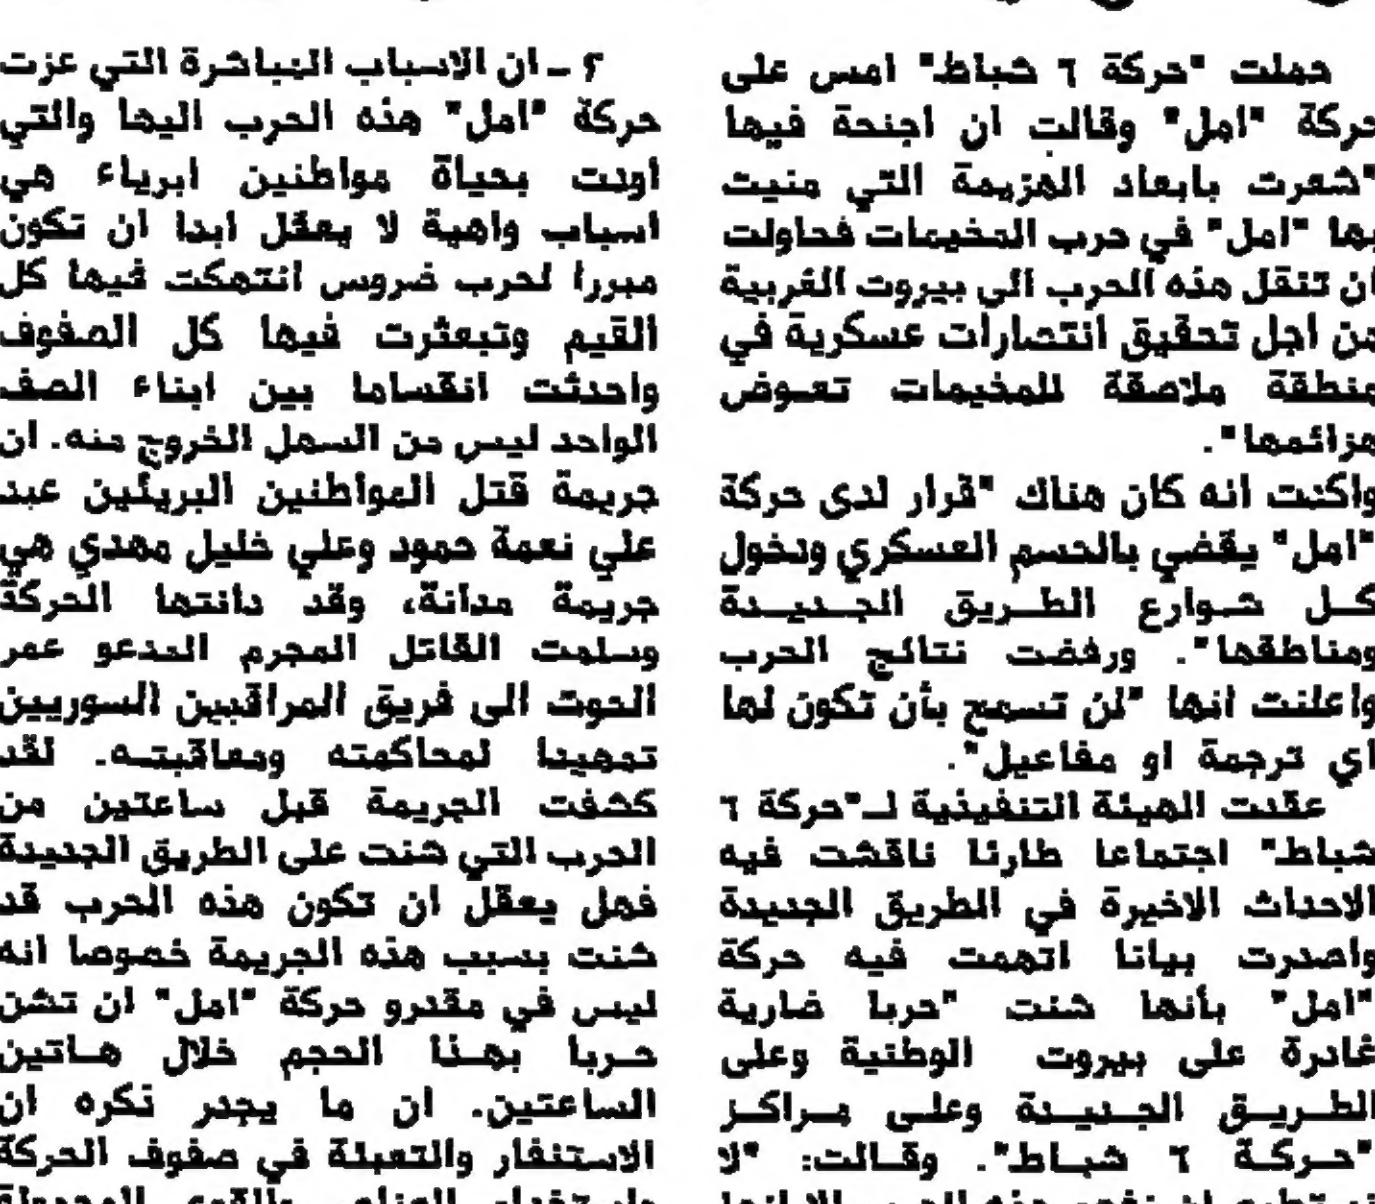 حملت "حركة ٦ شباط" امس على
حركة "امل" وقالت ان اجنحة فيها
"شعرت بابعاد الهزيمة التي منيت
بها "امل" في حرب المخيمات فحاولت
ان تنقل هذه الحرب الى بيروت الغربية
من اجل تحقيق انتصارات عسكرية في
منطقة ملاصقة للمخيمات تعوض
هزائمها".
واكدت انه كان هناك "قرار لدى حركة
"امل" يقضي بالحسم العسكري ودخول
كل شوارع الطريق الجديدة
ومناطقها". ورفضت نتائج الحرب
واعلنت انها "لن تسمح بأن تكون لها
اي ترجمة او مفاعيل".
عقدت الهيئة التنفيذية لـ"حركة ٦
شباط" اجتماعا طارئا ناقشت فيه
الاحداث الاخيرة في الطريق الجديدة
واصدرت بيانا اتهمت فيه حركة
"امل" بأنها شنت "حربا ضارية
غادرة على بيروت الوطنية وعلى
الطريق الجديدة وعلى مراكز
"حركة ٦ شباط". وقالت: "لا
٢ - ان الاسباب المباشرة التي عزت
حركة "امل" هذه الحرب اليها والتي
اودت بحياة مواطنين ابرياء هي
اسباب واهية لا يعقل ابدا ان تكون
مبررا لحرب ضروس انتهكت فيها كل
القيم وتبعثرت فيها كل الصفوف
واحدثت انقساما بين ابناء الصف
الواحد ليس من السهل الخروج منه. ان
جريمة قتل المواطنين البريئين عبد
علي نعمة حمود وعلي خليل مهدي هي
جريمة مدانة، وقد دانتها الحركة
وسلمت القاتل المجرم المدعو عمر
الحوت الى فريق المراقبين السوريين
تمهيدا لمحاكمته ومعاقبته. لقد
كشفت الجريمة قبل ساعتين من
الحرب التي شنت على الطريق الجديدة
فهل يعقل ان تكون هذه الحرب قد
شنت بسبب هذه الجريمة خصوصا انه
ليس في مقدرو حركة "امل" ان تشن
حربا بهذا الحجم خلال هاتين
الساعتين. ان ما يجدر ذكره ان
الاستنفار والتعبئة في صفوف الحركة